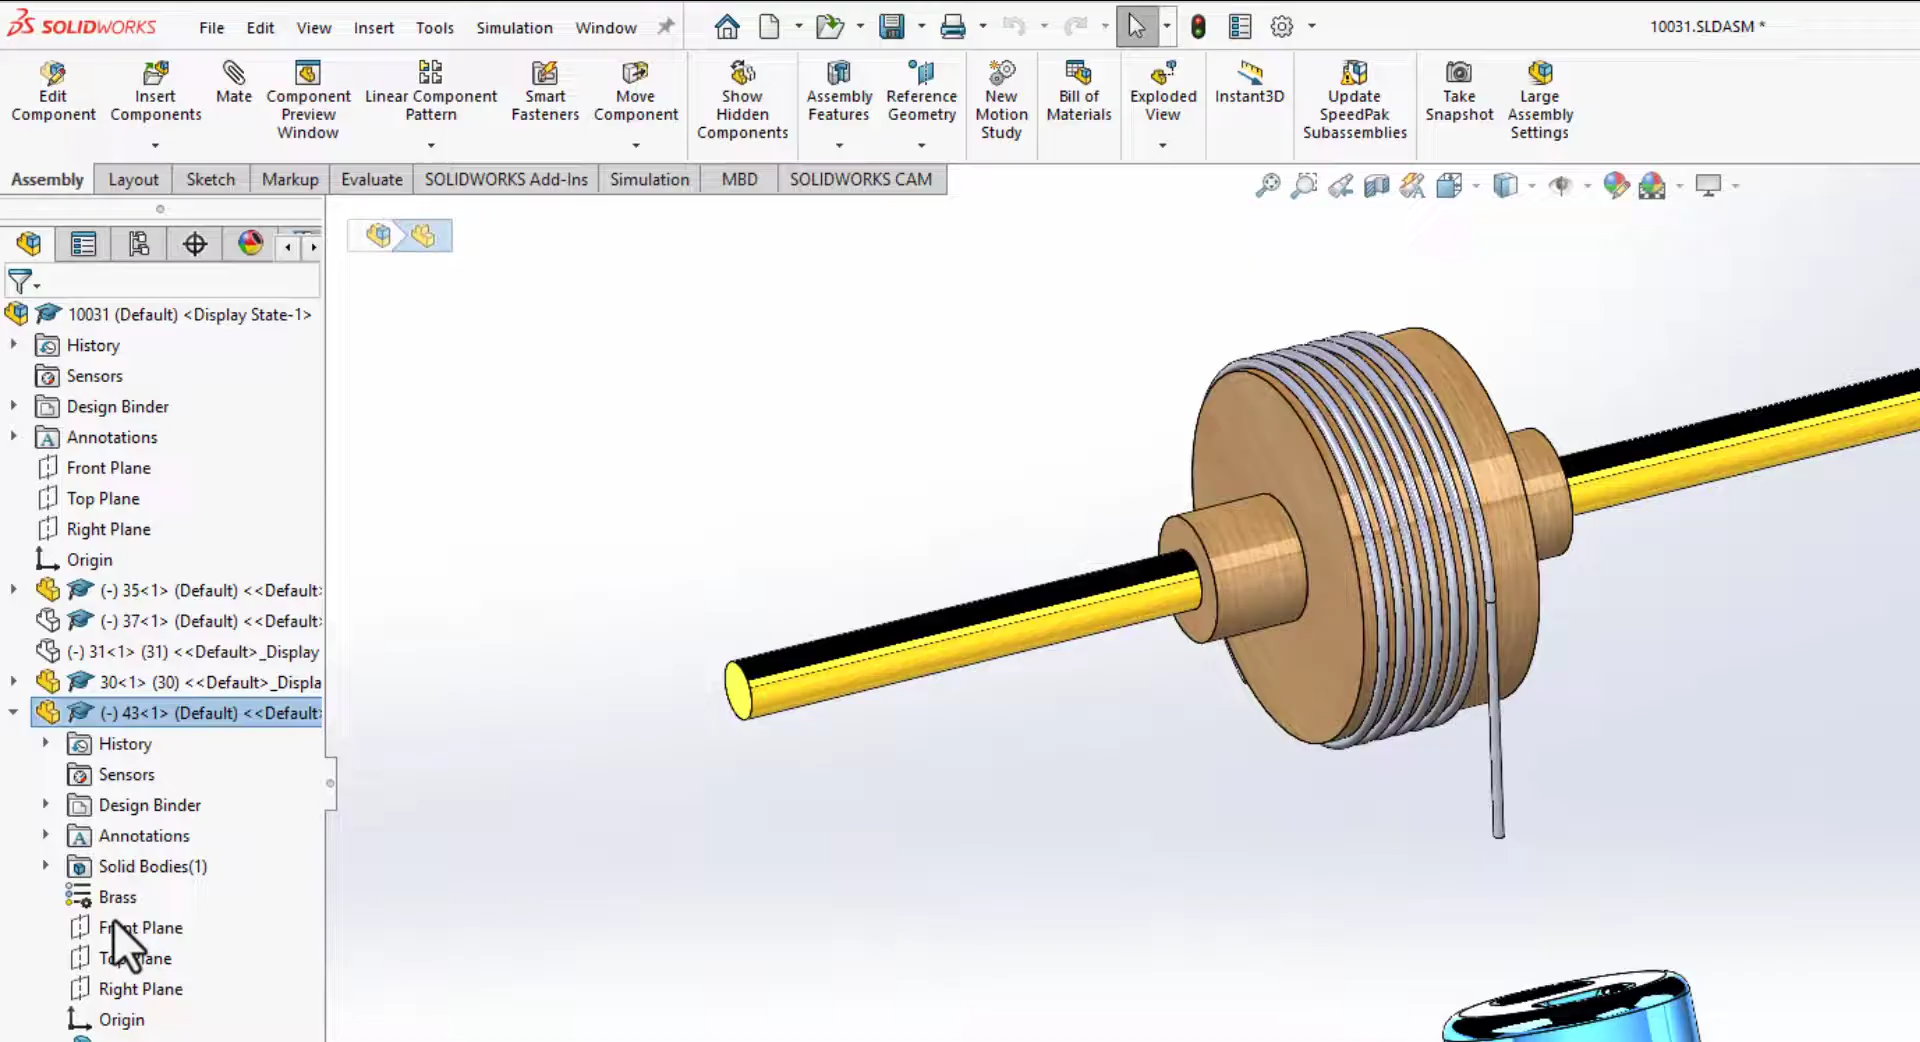 SOLIDWORKS File Edit View Insert Tools Simulation Window 10031.SLDASM *
Edit Component
Insert Components
Mate
Component Preview Window
Linear Component Pattern
Smart Fasteners
Move Component
Show Hidden Components
Assembly Features
Reference Geometry
New Motion Study
Bill of Materials
Exploded View
Instant3D
Update SpeedPak Subassemblies
Take Snapshot
Large Assembly Settings
Assembly Layout Sketch Markup Evaluate SOLIDWORKS Add-Ins Simulation MBD SOLIDWORKS CAM
10031 (Default) <Display State-1>
History
Sensors
Design Binder
Annotations
Front Plane
Top Plane
Right Plane
Origin
(-) 35<1> (Default) <<Default>
(-) 37<1> (Default) <<Default>
(-) 31<1> (31) <<Default>_Display
30<1> (30) <<Default>_Displa
(-) 43<1> (Default) <<Default>
History
Sensors
Design Binder
Annotations
Solid Bodies(1)
Brass
Front Plane
Top Plane
Right Plane
Origin